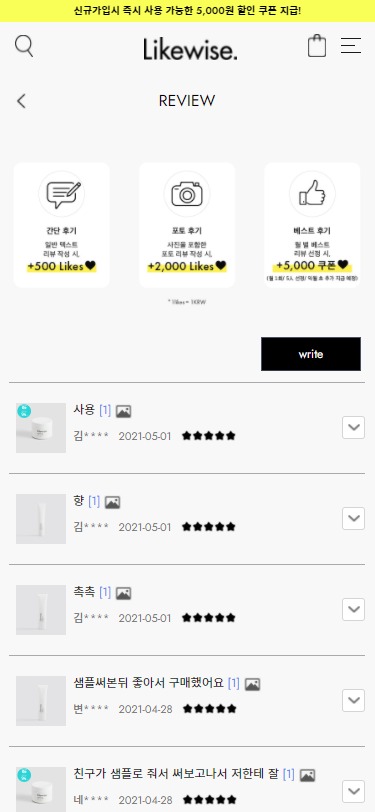 신규가입시 즉시 사용 가능한 5,000원 할인 쿠폰 지급!
Likewise.
REVIEW
간단 후기
일반 텍스트
리뷰 작성 시,
+500 Likes♥
포토 후기
사진을 포함한
포토 리뷰 작성 시,
+2,000 Likes♥
베스트 후기
월 별 베스트
리뷰 선정 시,
+5,000 쿠폰♥
(월 1회/ 5人 선정/ 익월 초 추가 지급 예정)
* 1likes = 1KRW
write
사용 [1]
김**** 2021-05-01 ★★★★★
향 [1]
김**** 2021-05-01 ★★★★★
촉촉 [1]
김**** 2021-05-01 ★★★★★
샘플써본뒤 좋아서 구매했어요 [1]
변**** 2021-04-28 ★★★★★
친구가 샘플로 줘서 써보고나서 저한테 잘 [1]
네**** 2021-04-28 ★★★★★